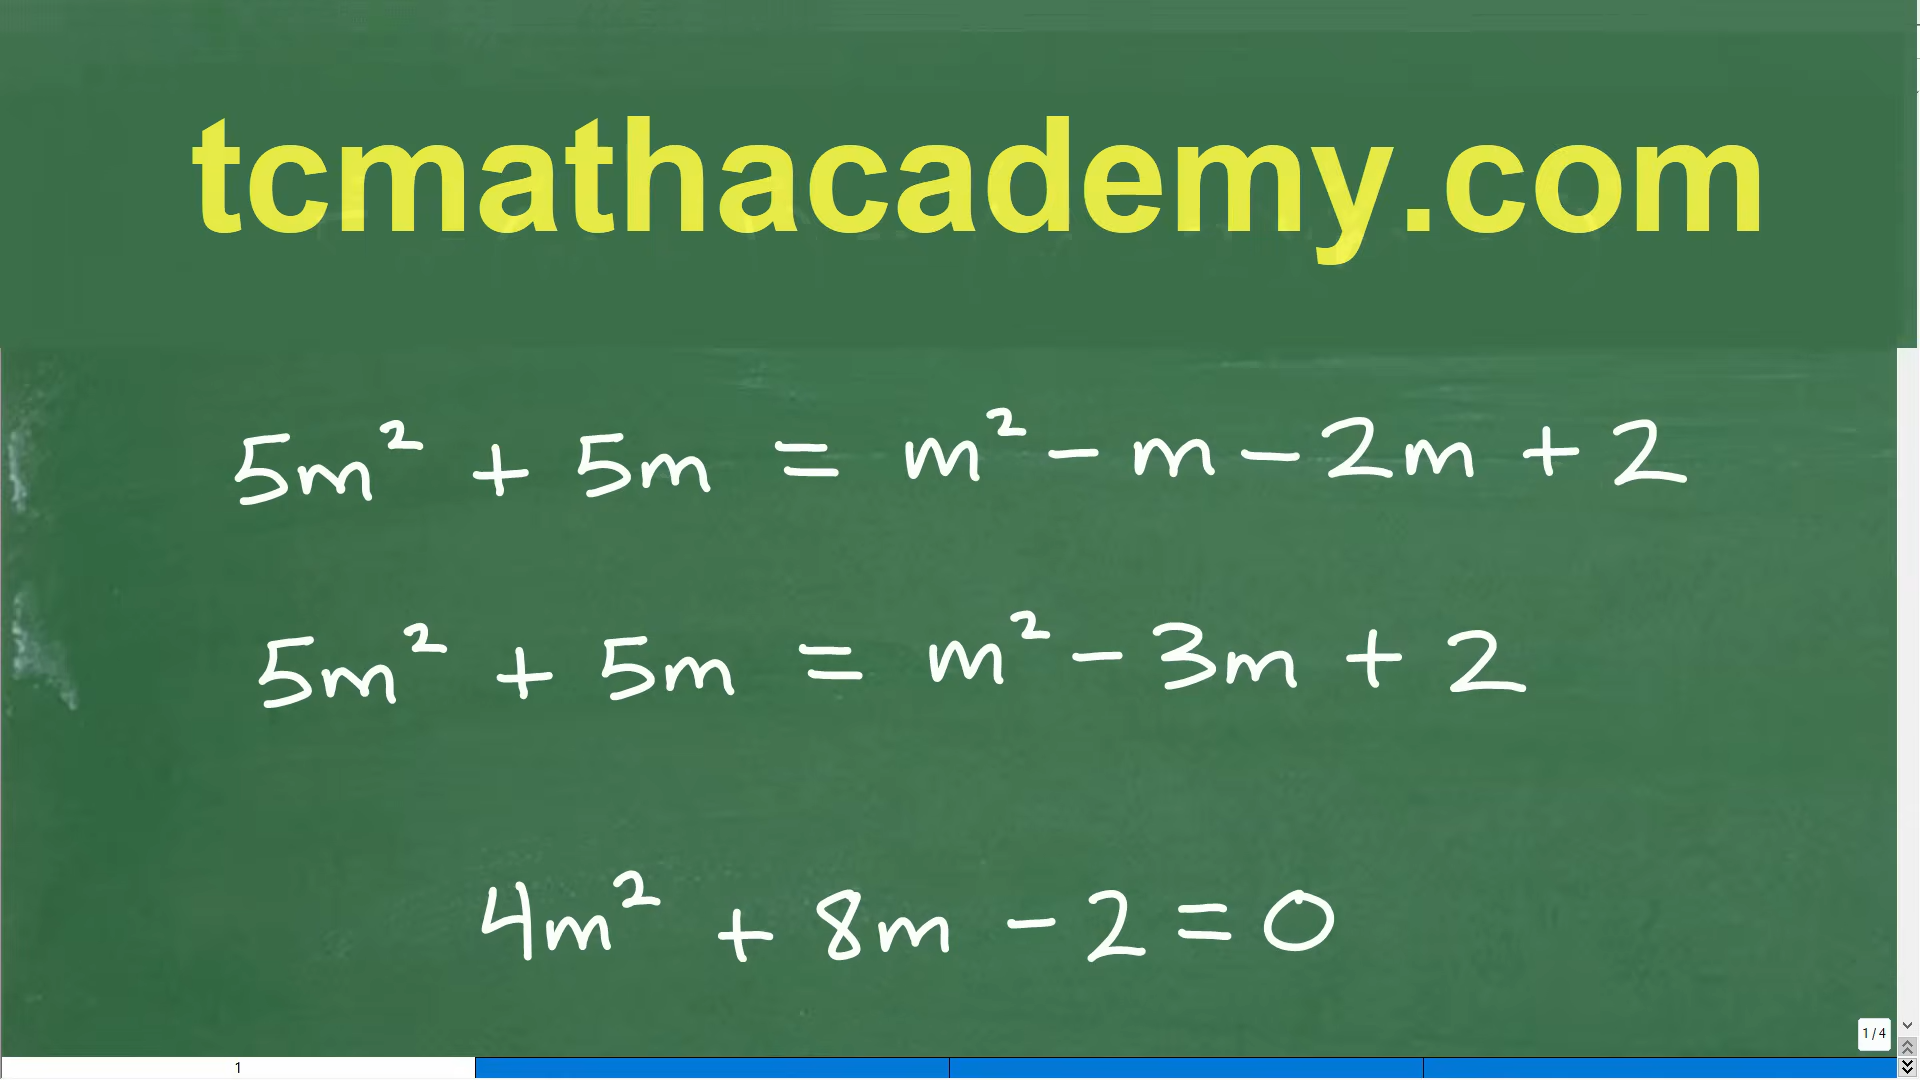 tcmathacademy.com
5m² + 5m = m² - m - 2m + 2
5m² + 5m = m² - 3m + 2
4m² + 8m - 2 = 0
1 / 4
1